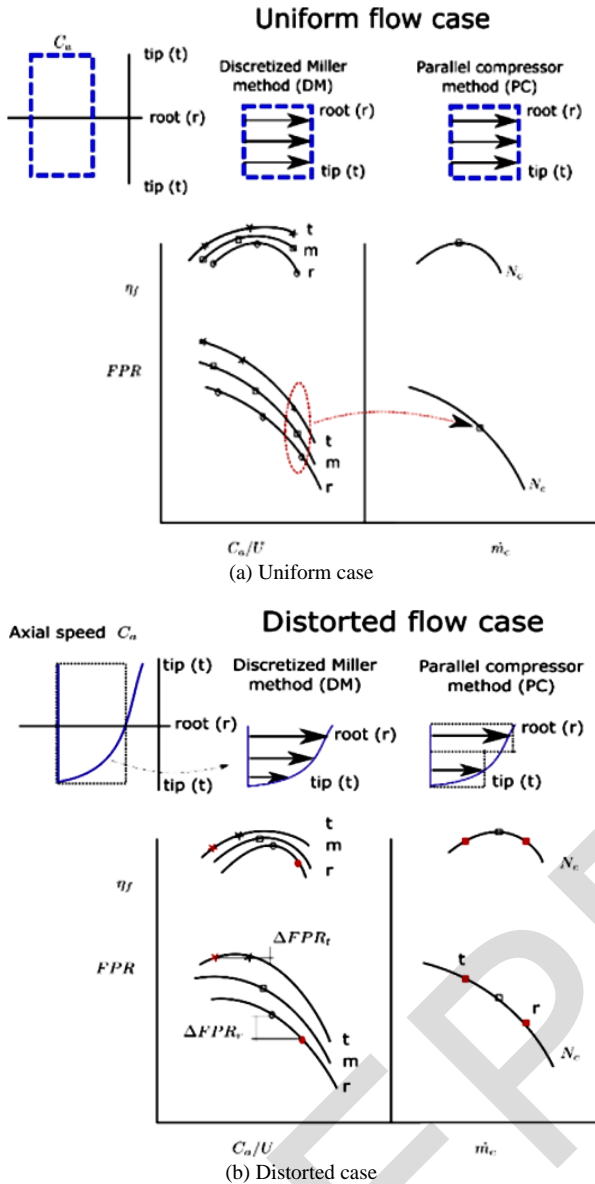 Uniform flow case
C_a
tip (t)
root (r)
tip (t)
Discretized Miller
method (DM)
root (r)
tip (t)
Parallel compressor
method (PC)
root (r)
tip (t)
η_f
t
m
r
N_c
FPR
t
m
r
N_c
C_a/U
ṁ_c
(a) Uniform case
Distorted flow case
Axial speed C_a
tip (t)
root (r)
tip (t)
Discretized Miller
method (DM)
root (r)
tip (t)
Parallel compressor
method (PC)
root (r)
tip (t)
η_f
t
m
r
N_c
FPR
ΔFPR_t
ΔFPR_r
t
m
r
t
r
N_c
C_a/U
ṁ_c
(b) Distorted case